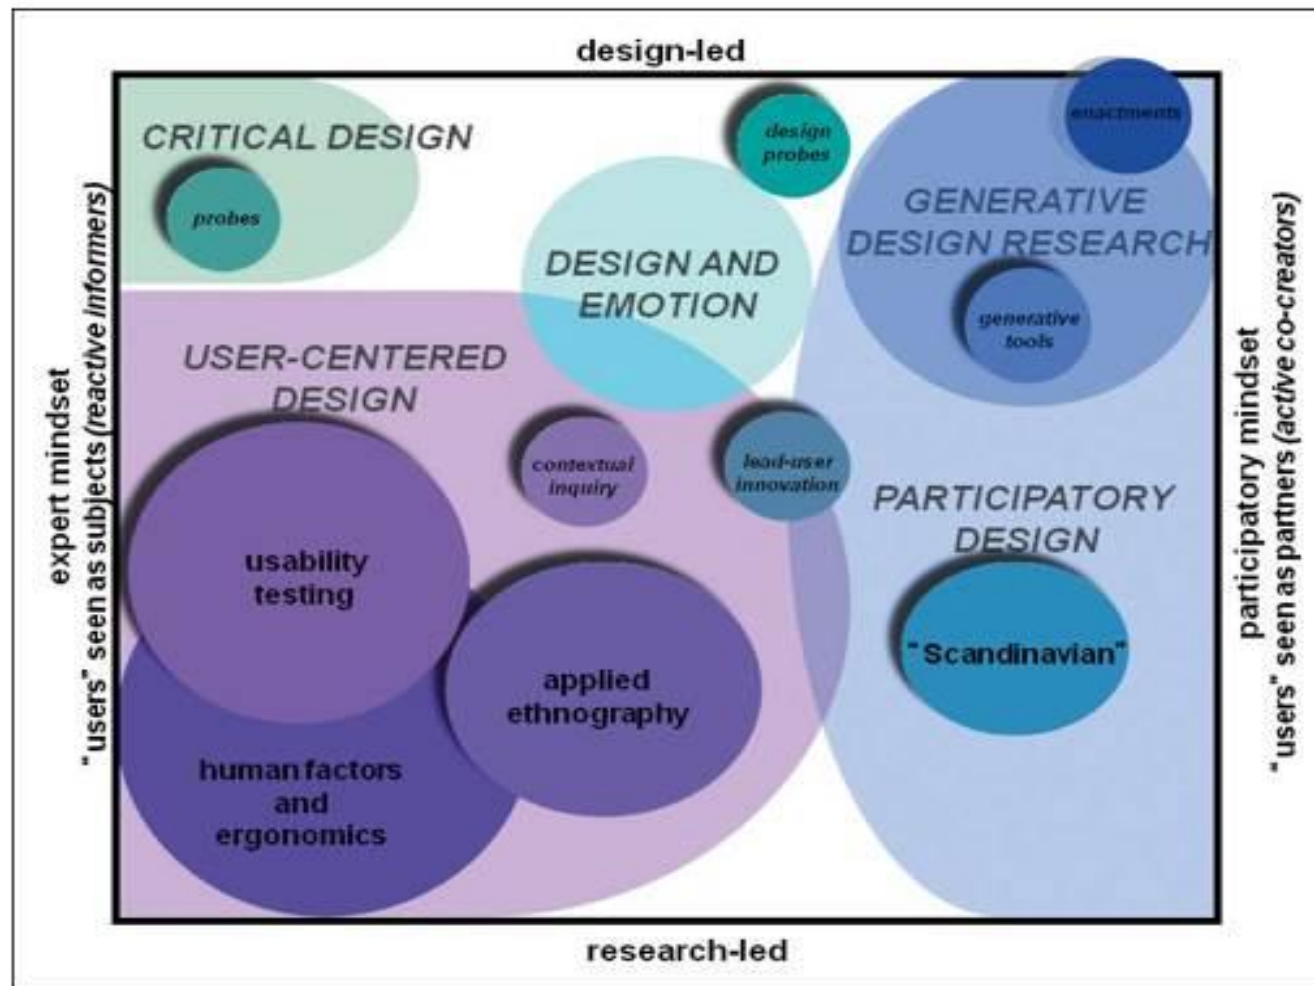 design-led
CRITICAL DESIGN
probes
design
probes
enactments
GENERATIVE
DESIGN RESEARCH
generative
tools
DESIGN AND
EMOTION
USER-CENTERED
DESIGN
contextual
inquiry
lead-user
innovation
PARTICIPATORY
DESIGN
usability
testing
applied
ethnography
"Scandinavian"
human factors
and
ergonomics
expert mindset
"users" seen as subjects (reactive informers)
participatory mindset
"users" seen as partners (active co-creators)
research-led